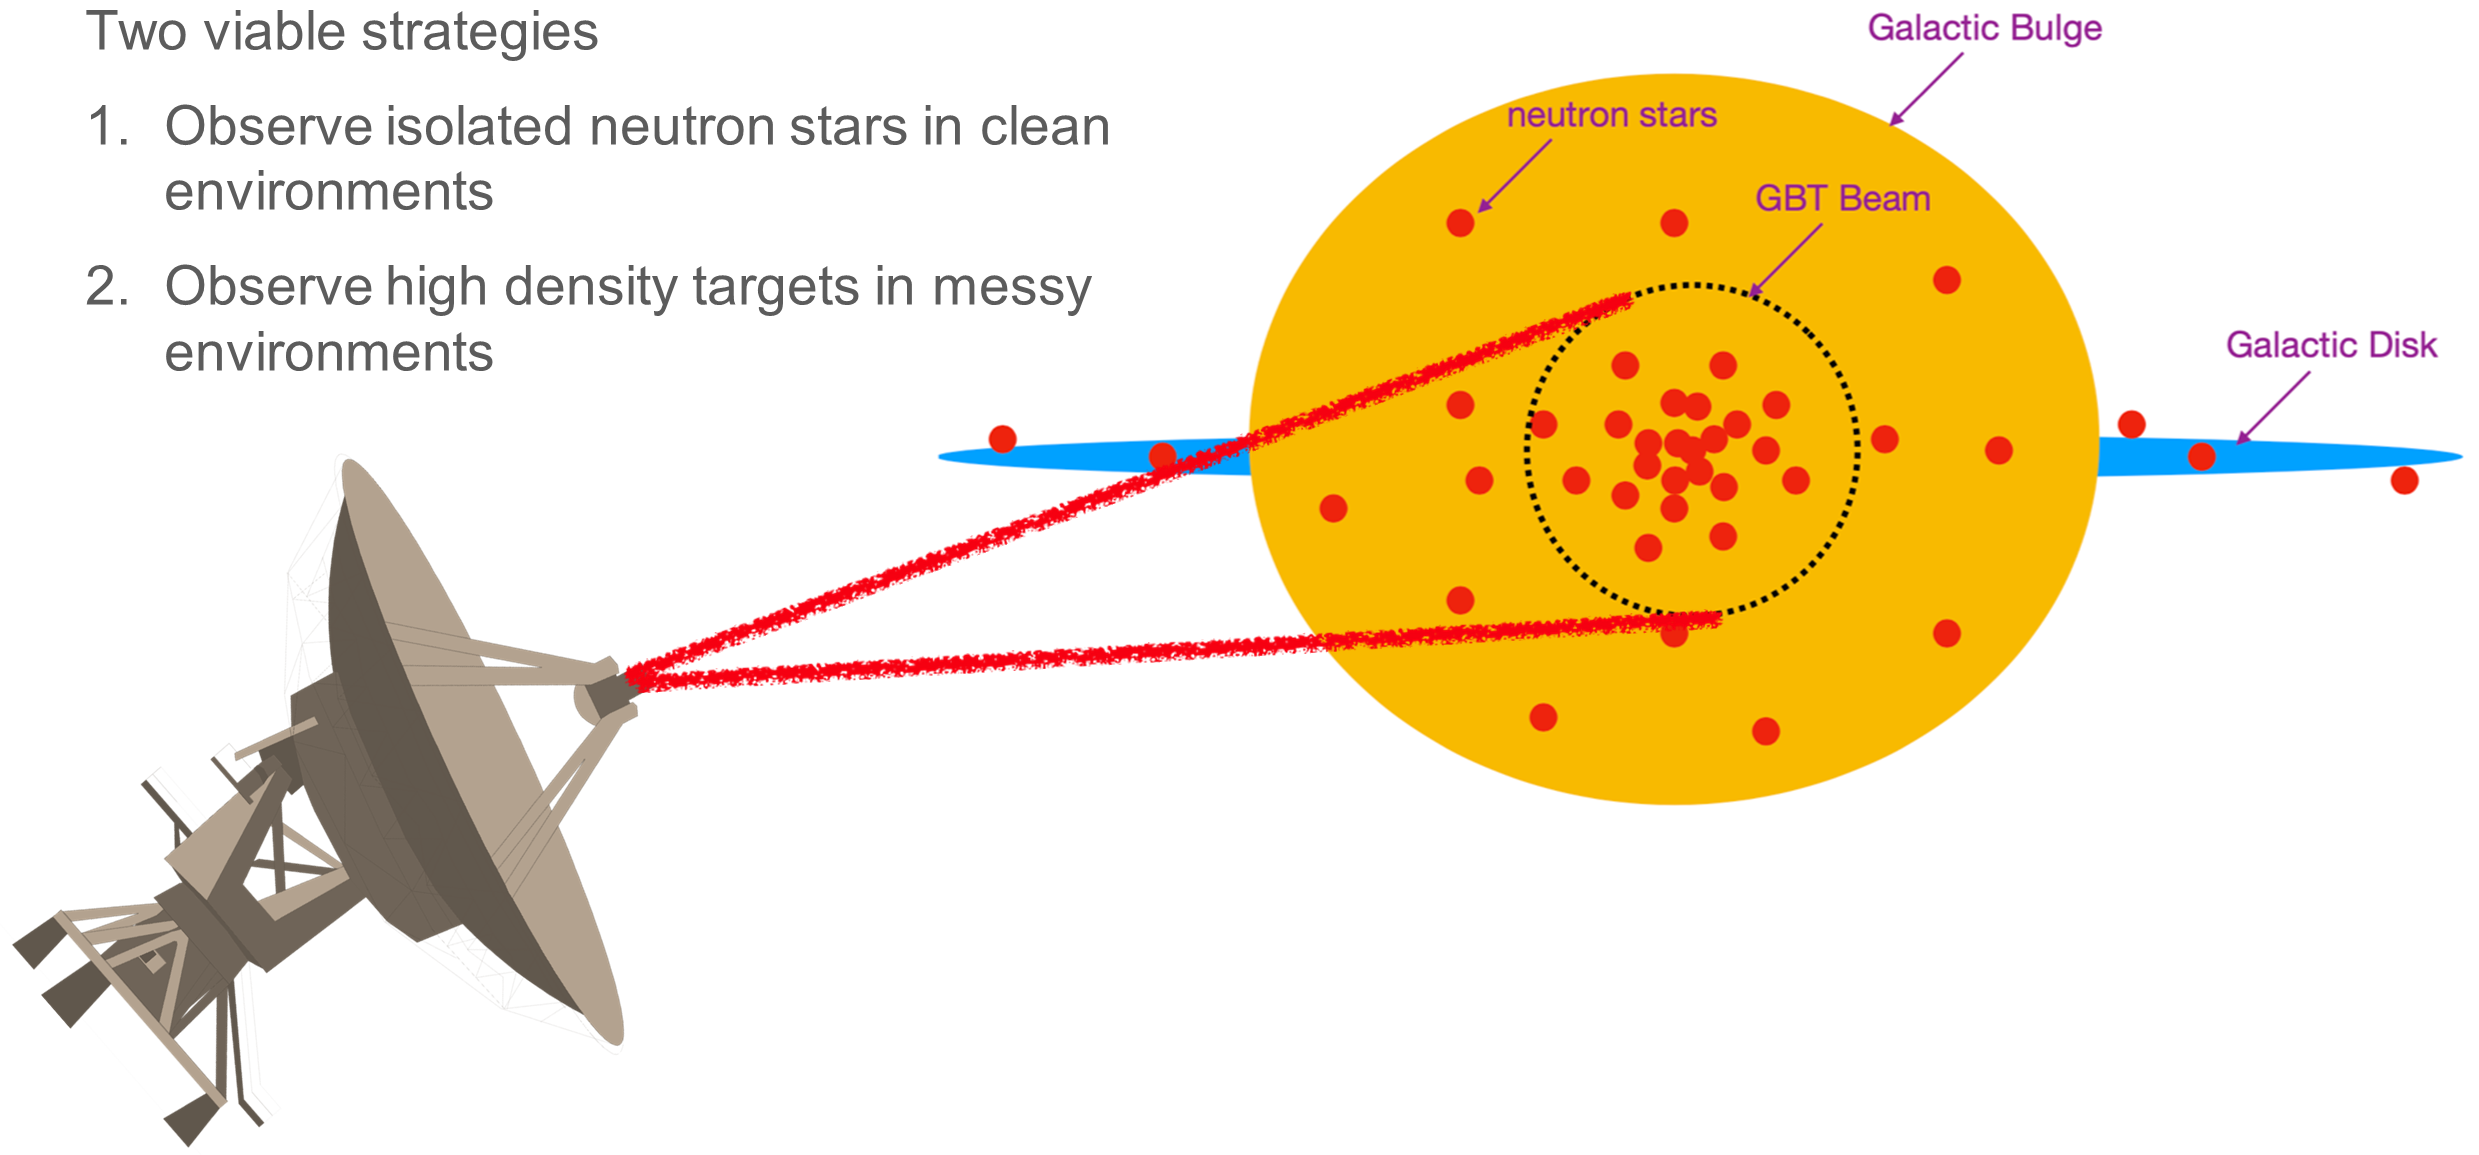 Two viable strategies
1. Observe isolated neutron stars in clean
environments
2. Observe high density targets in messy
environments
Galactic Bulge
neutron stars
GBT Beam
Galactic Disk